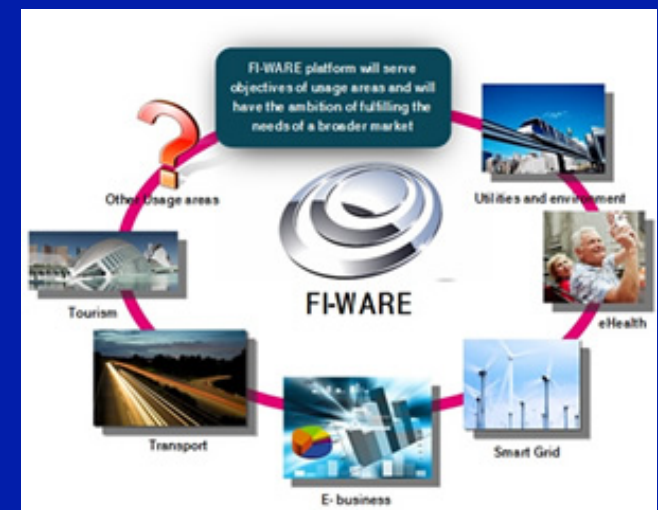 FI-WARE platform will serve
objectives of usage areas and will
have the ambition of fulfilling the
needs of a broader market
Other Usage areas
Utilities and environment
FI-WARE
Tourism
eHealth
Transport
Smart Grid
E- business